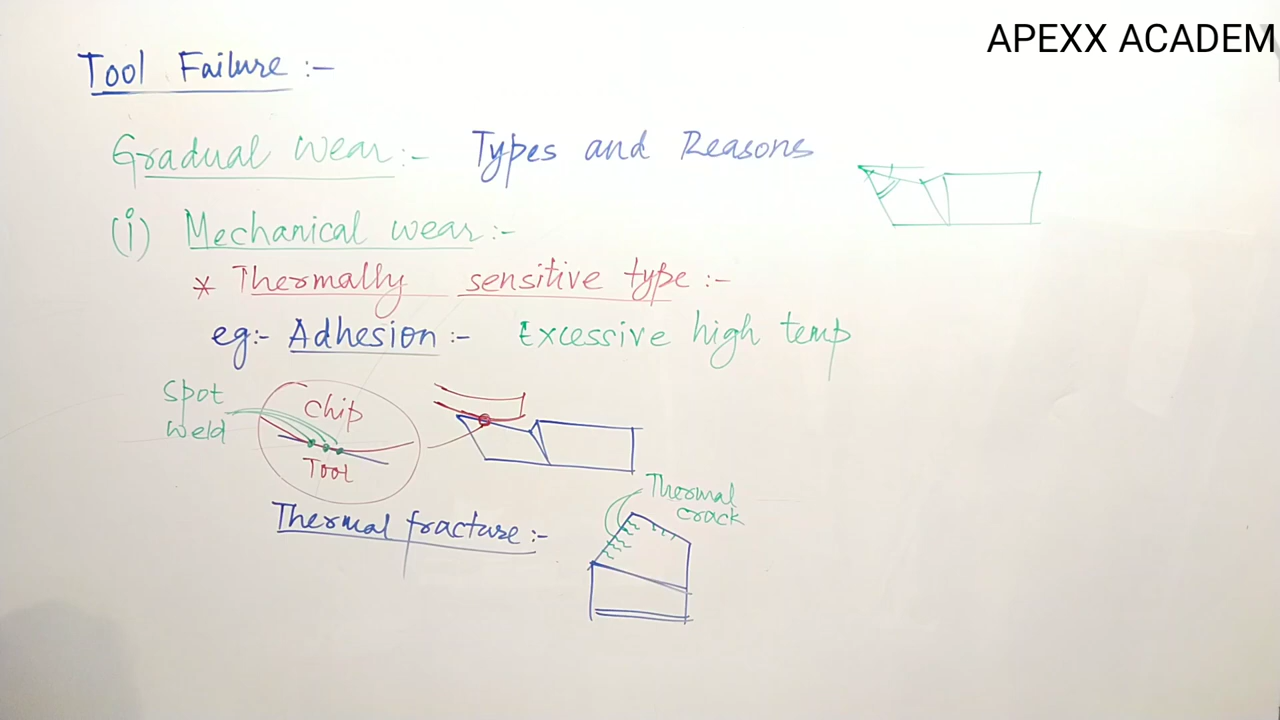 APEXX ACADEM
Tool Failure :-
Gradual wear :- Types and Reasons
(i) Mechanical wear :-
* Thermally sensitive type :-
eg:- Adhesion :- Excessive high temp
Spot
weld
Chip
Tool
Thermal
crack
Thermal fracture :-